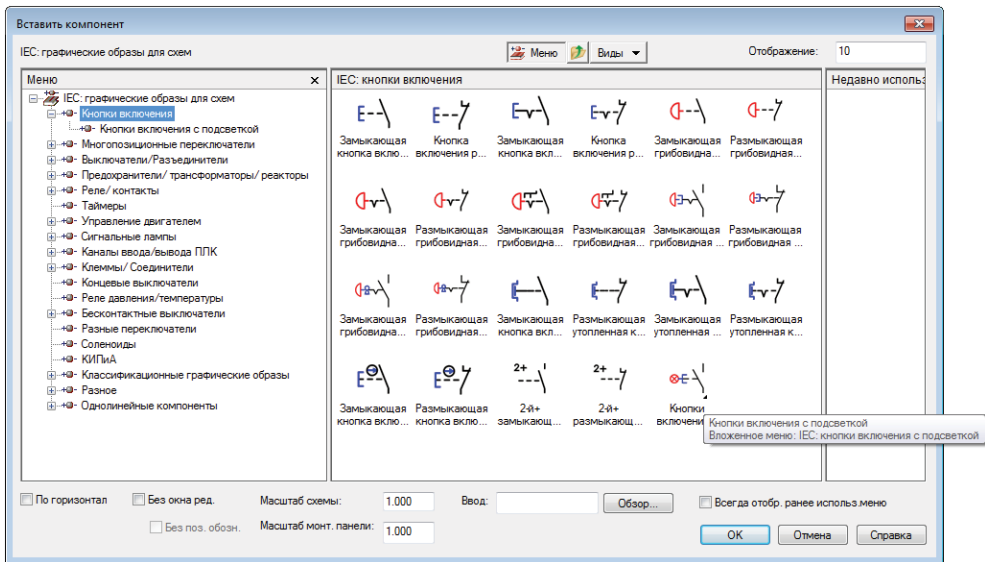 Вставить компонент
IEC: графические образы для схем
Меню
Виды
Отображение:
10
Меню
x
IEC: графические образы для схем
Кнопки включения
Кнопки включения с подсветкой
Многопозиционные переключатели
Выключатели/Разъединители
Предохранители/ трансформаторы/ реакторы
Реле/ контакты
Таймеры
Управление двигателем
Сигнальные лампы
Каналы ввода/вывода ПЛК
Клеммы/ Соединители
Концевые выключатели
Реле давления/температуры
Бесконтактные выключатели
Разные переключатели
Соленоиды
КИПиА
Классификационные графические образы
Разное
Однолинейные компоненты
IEC: кнопки включения
Замыкающая Кнопка Замыкающая Кнопка Замыкающая Размыкающая
кнопка вклю... включения р... кнопка вкл... включения р... грибовидна... грибовидная...
Замыкающая Размыкающая Замыкающая Размыкающая Замыкающая Размыкающая
грибовидна... грибовидная... грибовидна... грибовидная... грибовидная ... грибовидная ...
Замыкающая Размыкающая Замыкающая Размыкающая Замыкающая Размыкающая
грибовидна... грибовидная... кнопка вкл... утопленная к... утопленная ... утопленная к...
2+ 2+
Замыкающая Размыкающая 2-й+ 2-й+ Кнопки
кнопка вклю... кнопка вклю... замыкающ... размыкающ... включени
Кнопки включения с подсветкой
Вложенное меню: IEC: кнопки включения с подсветкой
Недавно использ
По горизонтал
Без окна ред.
Масштаб схемы:
1.000
Ввод:
Обзор...
Всегда отобр. ранее использ.меню
Без поз. обозн.
Масштаб монт. панели:
1.000
OK
Отмена
Справка